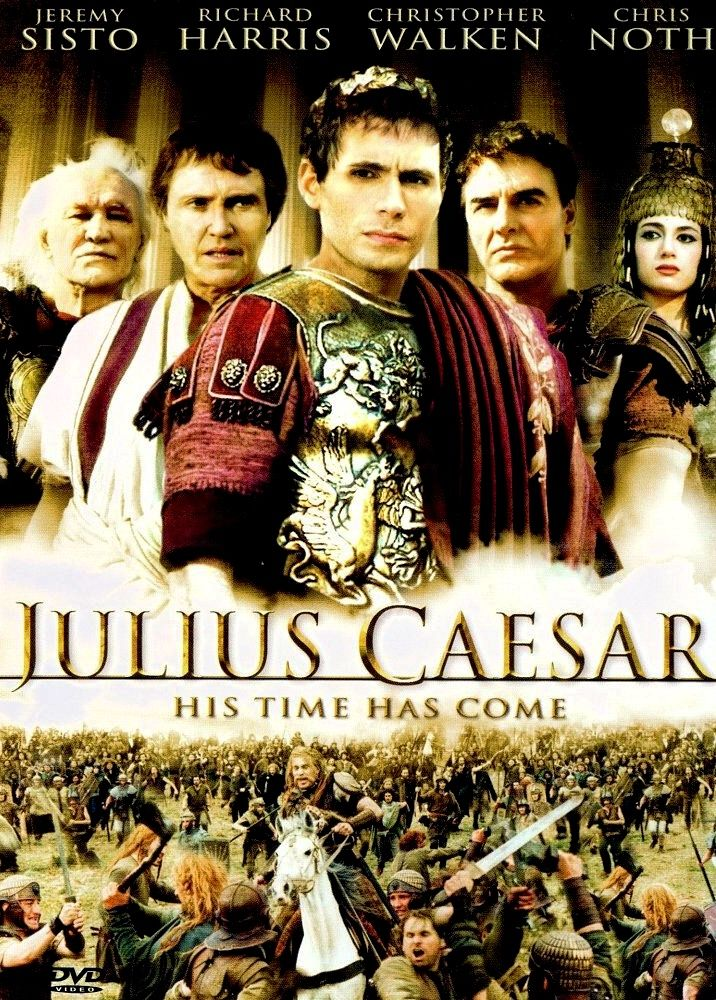 JEREMY SISTO RICHARD HARRIS CHRISTOPHER WALKEN CHRIS NOTH
JULIUS CAESAR
HIS TIME HAS COME
DVD
VIDEO